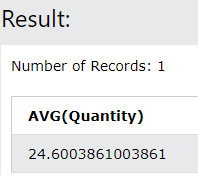 Result:
Number of Records: 1
AVG(Quantity)
24.6003861003861